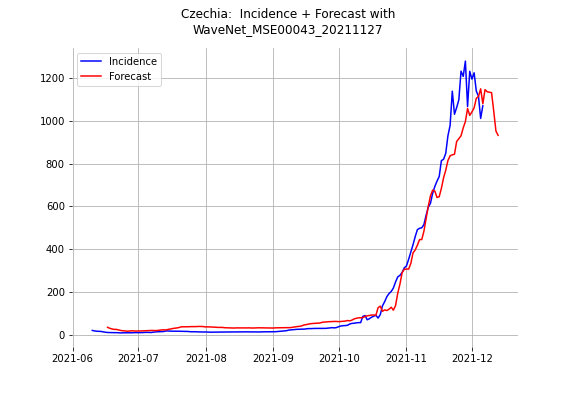 Czechia:  Incidence + Forecast with
WaveNet_MSE00043_20211127
Incidence
Forecast
1200
1000
800
600
400
200
0
2021-06 2021-07 2021-08 2021-09 2021-10 2021-11 2021-12